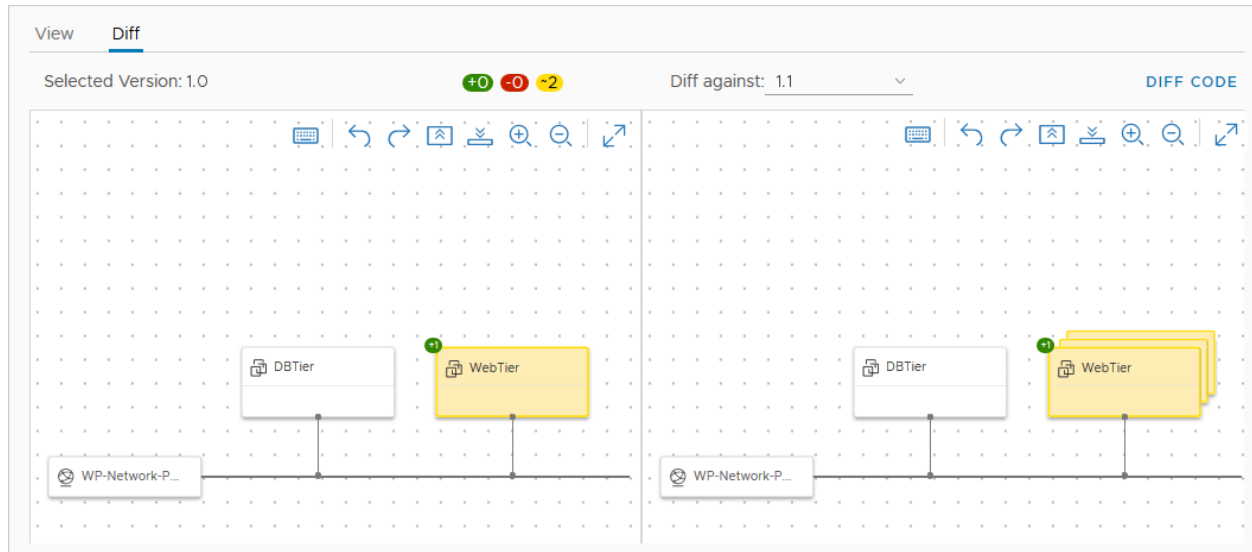 View Diff
Selected Version: 1.0 +0 -0 ~2 Diff against: 1.1 DIFF CODE
+1 +1
DBTier WebTier DBTier WebTier
WP-Network-P... WP-Network-P...